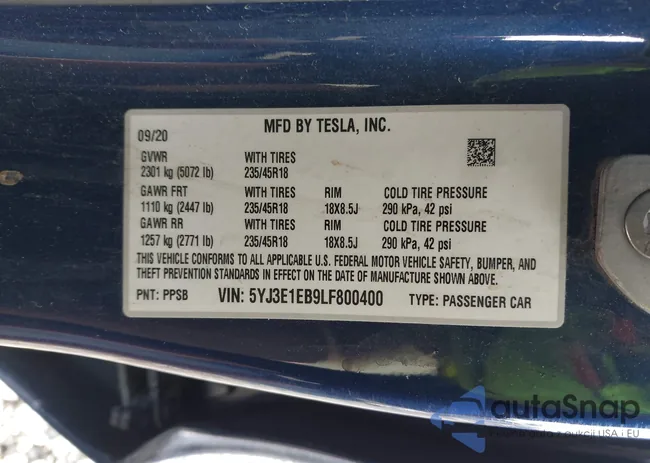 MFD BY TESLA, INC.
09/20
GVWR WITH TIRES
2301 kg (5072 lb) 235/45R18
GAWR FRT WITH TIRES RIM COLD TIRE PRESSURE
1110 kg (2447 lb) 235/45R18 18X8.5J 290 kPa, 42 psi
GAWR RR WITH TIRES RIM COLD TIRE PRESSURE
1257 kg (2771 lb) 235/45R18 18X8.5J 290 kPa, 42 psi
THIS VEHICLE CONFORMS TO ALL APPLICABLE U.S. FEDERAL MOTOR VEHICLE SAFETY, BUMPER, AND
THEFT PREVENTION STANDARDS IN EFFECT ON THE DATE OF MANUFACTURE SHOWN ABOVE.
PNT: PPSB VIN: 5YJ3E1EB9LF800400 TYPE: PASSENGER CAR
autaSnap
aukcji USA i EU